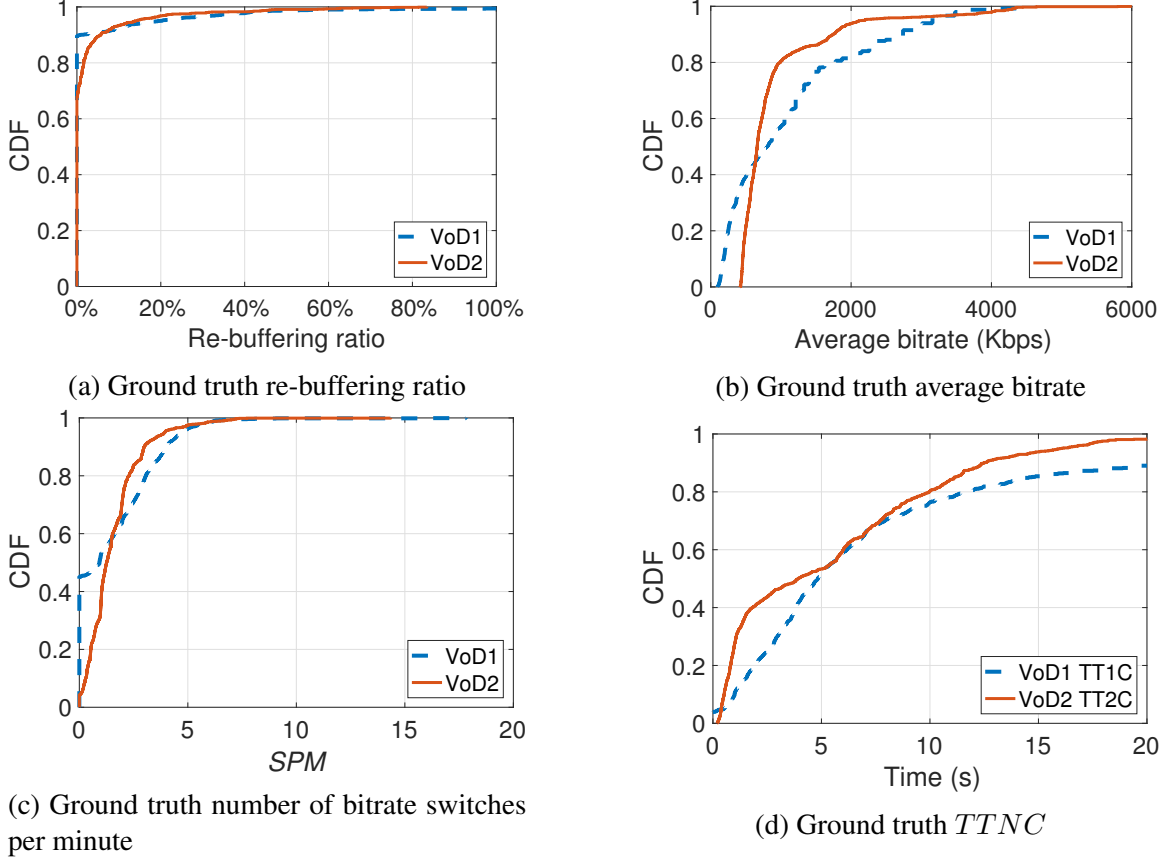 1
0.8
0.6
0.4
0.2
0
CDF
0% 20% 40% 60% 80% 100%
Re-buffering ratio
VoD1
VoD2
(a) Ground truth re-buffering ratio
1
0.8
0.6
0.4
0.2
0
CDF
0 2000 4000 6000
Average bitrate (Kbps)
VoD1
VoD2
(b) Ground truth average bitrate
1
0.8
0.6
0.4
0.2
0
CDF
0 5 10 15 20
SPM
VoD1
VoD2
(c) Ground truth number of bitrate switches
per minute
1
0.8
0.6
0.4
0.2
0
CDF
0 5 10 15 20
Time (s)
VoD1 TT1C
VoD2 TT2C
(d) Ground truth TTNC